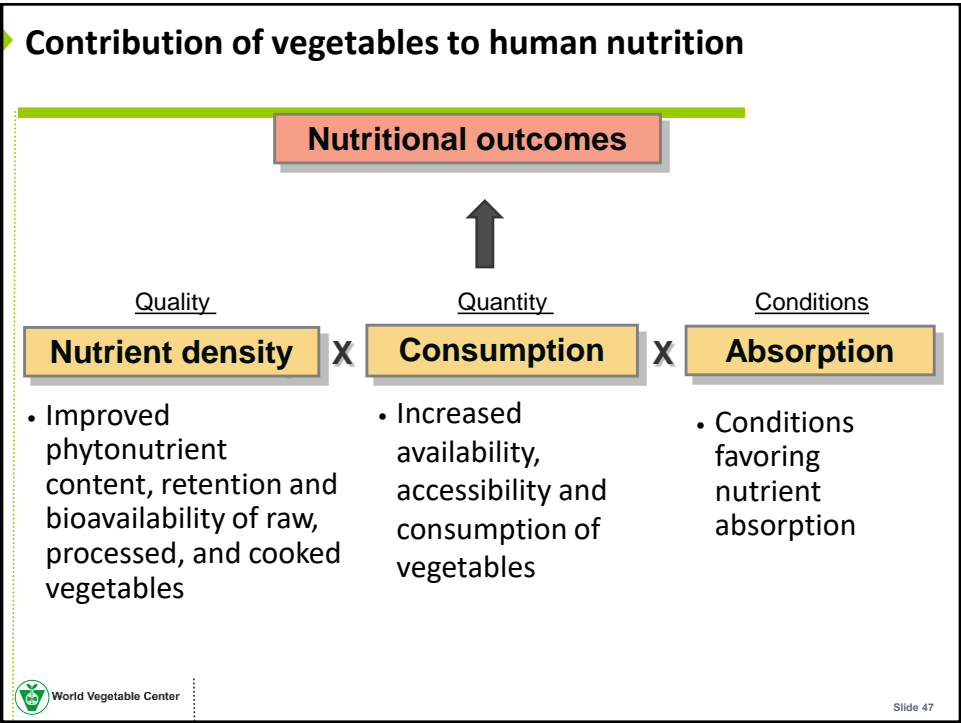 Contribution of vegetables to human nutrition
Nutritional outcomes
Quality
Quantity
Conditions
Nutrient density
X
Consumption
X
Absorption
• Improved
phytonutrient
content, retention and
bioavailability of raw,
processed, and cooked
vegetables
• Increased
availability,
accessibility and
consumption of
vegetables
• Conditions
favoring
nutrient
absorption
World Vegetable Center
Slide 47